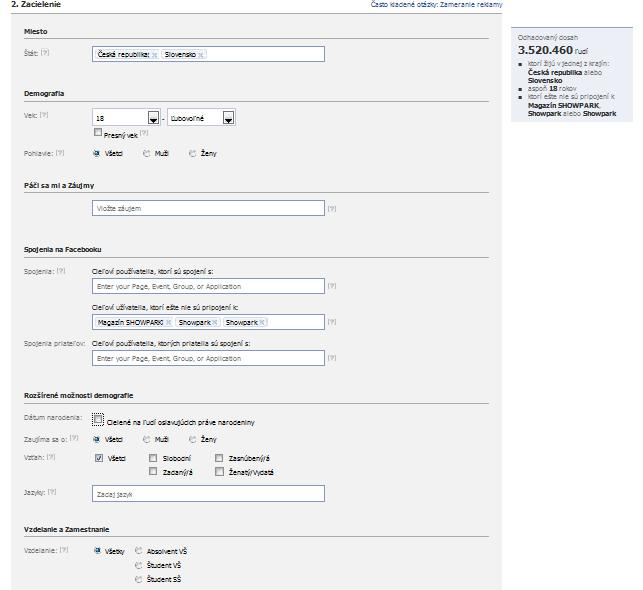 2. Zacielenie
Často kladené otázky: Zameranie reklamy
Miesto
Štát: [?]
Česká republika: x
Slovensko x
Demografia
Vek: [?]
18 - Ľubovoľné
Presný vek [?]
Pohlavie: [?]
Všetci
Muži
Ženy
Páči sa mi a Záujmy
Vložte záujem
[?]
Spojenia na Facebooku
Spojenia: [?]
Cieľoví používatelia, ktorí sú spojení s:
Enter your Page, Event, Group, or Application
[?]
Cieľoví užívatelia, ktorí ešte nie sú pripojení k:
Magazín SHOWPARK x
Showpark x
Showpark x
[?]
Spojenia priateľov:
Cieľoví používatelia, ktorých priatelia sú spojení s:
Enter your Page, Event, Group, or Application
[?]
Rozšírené možnosti demografie
Dátum narodenia:
Cielené na ľudí oslavujúcich práve narodeniny
Zaujíma sa o: [?]
Všetci
Muži
Ženy
Vzťah: [?]
Všetci
Slobodní
Zasnúbený/á
Zadaný/á
Ženatý/Vydatá
Jazyky: [?]
Zadaj jazyk
Vzdelanie a Zamestnanie
Vzdelanie: [?]
Všetky
Absolvent VŠ
Študent VŠ
Študent SŠ
Odhadovaný dosah
3.520.460 ľudí
ktorí žijú v jednej z krajín:
Česká republika alebo
Slovensko
aspoň 18 rokov
ktorí ešte nie sú pripojení k
Magazín SHOWPARK,
Showpark alebo Showpark